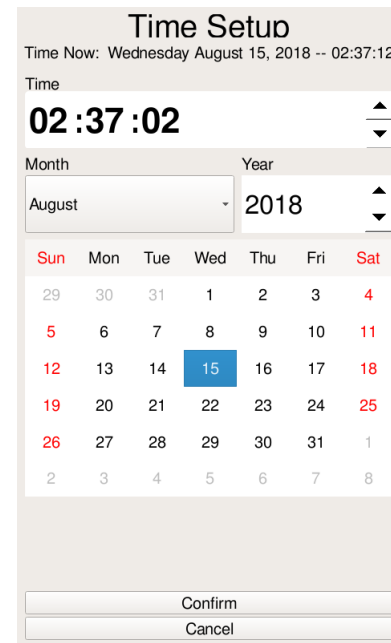 Time Setup
Time Now: Wednesday August 15, 2018 -- 02:37:12
Time
02:37:02
Month Year
August 2018
Sun Mon Tue Wed Thu Fri Sat
29 30 31 1 2 3 4
5 6 7 8 9 10 11
12 13 14 15 16 17 18
19 20 21 22 23 24 25
26 27 28 29 30 31 1
2 3 4 5 6 7 8
Confirm
Cancel